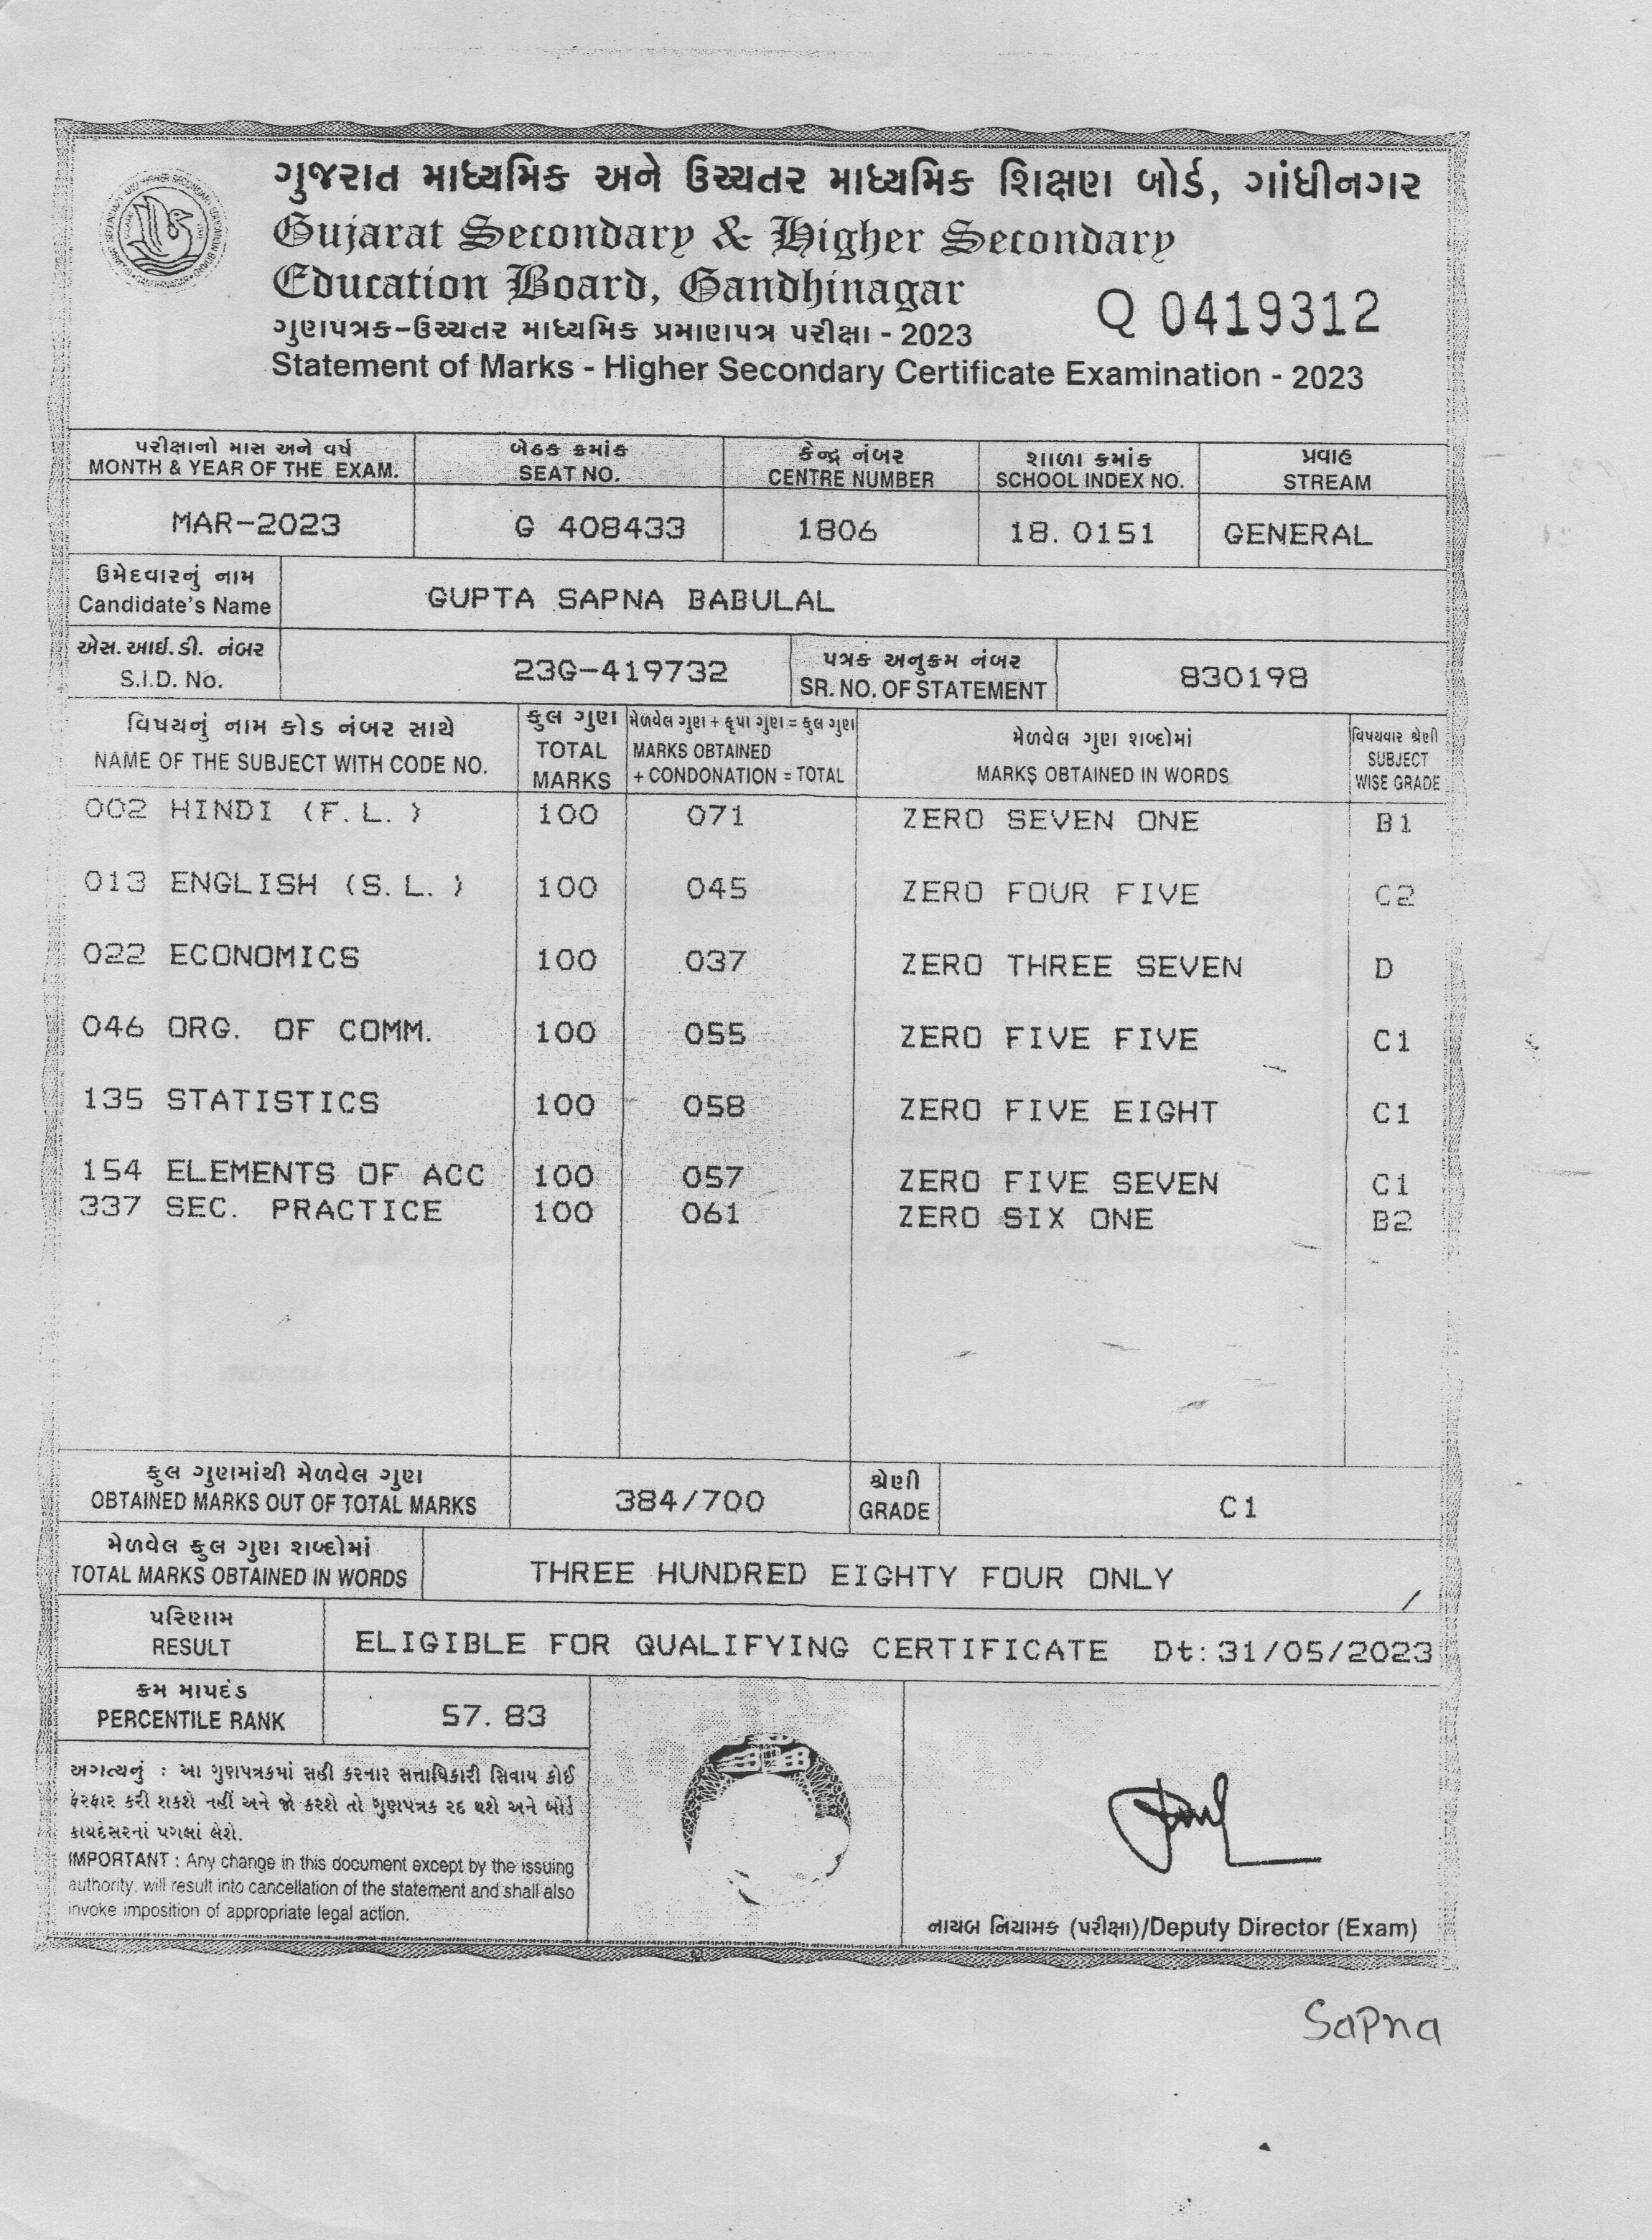 ગુજરાત માધ્યમિક અને ઉચ્ચતર માધ્યમિક શિક્ષણ બોર્ડ, ગાંધીનગર
Gujarat Secondary & Higher Secondary
Education Board, Gandhinagar
Q 0419312
ગુણપત્રક-ઉચ્ચતર માધ્યમિક પ્રમાણપત્ર પરીક્ષા - 2023
Statement of Marks - Higher Secondary Certificate Examination - 2023
પરીક્ષાનો માસ અને વર્ષ બેઠક ક્રમાંક કેન્દ્ર નંબર શાળા ક્રમાંક પ્રવાહ
MONTH & YEAR OF THE EXAM. SEAT NO. CENTRE NUMBER SCHOOL INDEX NO. STREAM
MAR-2023 G 408433 1806 18. 0151 GENERAL
ઉમેદવારનું નામ
Candidate's Name GUPTA SAPNA BABULAL
એસ.આઈ.ડી. નંબર પત્રક અનુક્રમ નંબર
S.I.D. No. 23G-419732 SR. NO. OF STATEMENT 830198
વિષયનું નામ કોડ નંબર સાથે કુલ ગુણ મેળવેલ ગુણ + કૃપા ગુણ = કુલ ગુણ મેળવેલ ગુણ શબ્દોમાં વિષયવાર શ્રેણી
NAME OF THE SUBJECT WITH CODE NO. TOTAL MARKS MARKS OBTAINED + CONDONATION = TOTAL MARKS OBTAINED IN WORDS SUBJECT WISE GRADE
002 HINDI (F. L. ) 100 071 ZERO SEVEN ONE B1
013 ENGLISH (S. L. ) 100 045 ZERO FOUR FIVE C2
022 ECONOMICS 100 037 ZERO THREE SEVEN D
046 ORG. OF COMM. 100 055 ZERO FIVE FIVE C1
135 STATISTICS 100 058 ZERO FIVE EIGHT C1
154 ELEMENTS OF ACC 100 057 ZERO FIVE SEVEN C1
337 SEC. PRACTICE 100 061 ZERO SIX ONE B2
કુલ ગુણમાંથી મેળવેલ ગુણ શ્રેણી
OBTAINED MARKS OUT OF TOTAL MARKS 384/700 GRADE C1
મેળવેલ કુલ ગુણ શબ્દોમાં
TOTAL MARKS OBTAINED IN WORDS THREE HUNDRED EIGHTY FOUR ONLY
પરિણામ
RESULT ELIGIBLE FOR QUALIFYING CERTIFICATE Dt: 31/05/2023
ક્રમ માપદંડ
PERCENTILE RANK 57. 83
અગત્યનું : આ ગુણપત્રકમાં સહી કરનાર સત્તાધિકારી સિવાય કોઈ
ફેરફાર કરી શકશે નહીં અને જો કરશે તો ગુણપત્રક રદ થશે અને બોર્ડ
કાયદેસરનાં પગલાં લેશે.
IMPORTANT : Any change in this document except by the issuing
authority. will result into cancellation of the statement and shall also
invoke imposition of appropriate legal action.
નાયબ નિયામક (પરીક્ષા)/Deputy Director (Exam)
Sapna